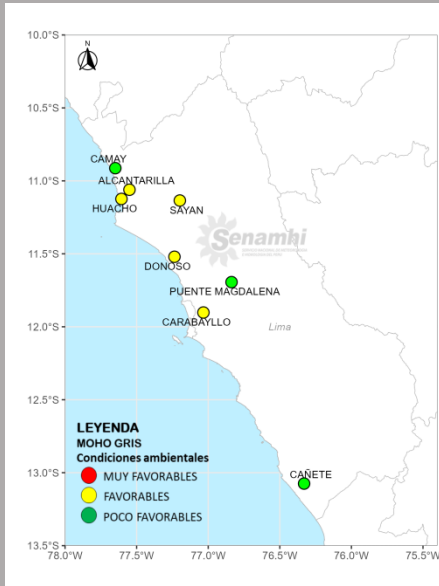 N
10.0°S
10.5°S
11.0°S
11.5°S
12.0°S
12.5°S
13.0°S
13.5°S
CAMAY
ALCANTARILLA
HUACHO
SAYAN
Senamhi
DONOSO
PUENTE MAGDALENA
CARABAYLLO
Lima
CAÑETE
LEYENDA
MOHO GRIS
Condiciones ambientales
MUY FAVORABLES
FAVORABLES
POCO FAVORABLES
78.0°W 77.5°W 77.0°W 76.5°W 76.0°W 75.5°W